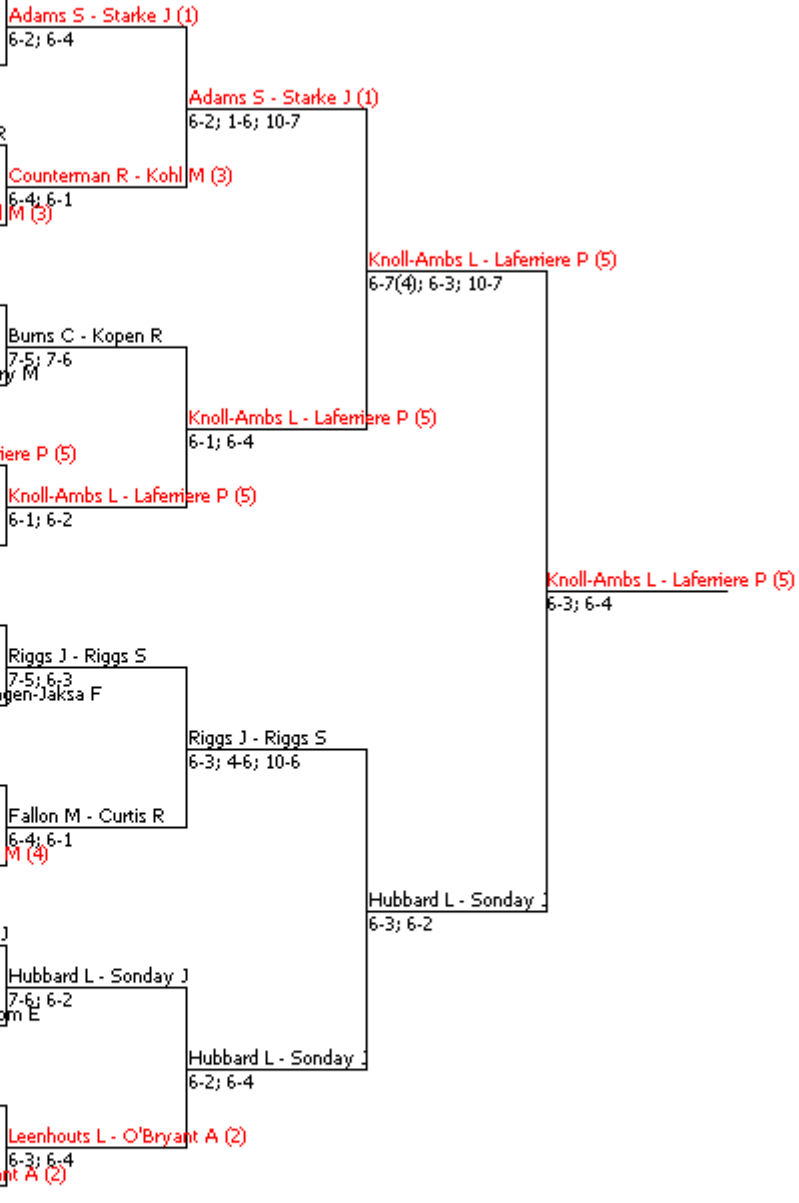 Adams S - Starke J (1)
6-2; 6-4
Adams S - Starke J (1)
6-2; 1-6; 10-7
R
Counterman R - Kohl M (3)
6-4; 6-1
M (3)
Knoll-Ambs L - Laferriere P (5)
6-7(4); 6-3; 10-7
Burns C - Kopen R
7-5; 7-6
ry M
Knoll-Ambs L - Laferriere P (5)
6-1; 6-4
iere P (5)
Knoll-Ambs L - Laferriere P (5)
6-1; 6-2
Knoll-Ambs L - Laferriere P (5)
6-3; 6-4
Riggs J - Riggs S
7-5; 6-3
gen-Jaksa F
Riggs J - Riggs S
6-3; 4-6; 10-6
Fallon M - Curtis R
6-4; 6-1
M (4)
Hubbard L - Sonday J
6-3; 6-2
J
Hubbard L - Sonday J
7-6; 6-2
om E
Hubbard L - Sonday J
6-2; 6-4
Leenhouts L - O'Bryant A (2)
6-3; 6-4
nt A (2)